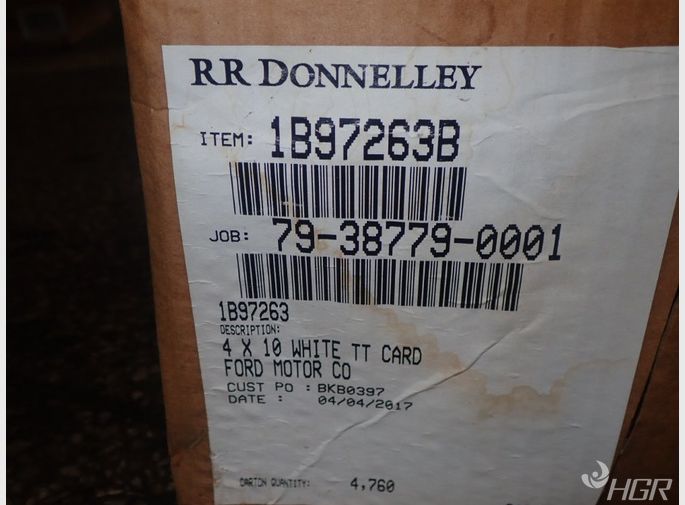 RR DONNELLEY
ITEM: 1B97263B
JOB: 79-38779-0001
1B97263
DESCRIPTION:
4 X 10 WHITE TT CARD
FORD MOTOR CO
CUST PO : BKB0397
DATE : 04/04/2017
CARTON QUANTITY: 4,760
HGR